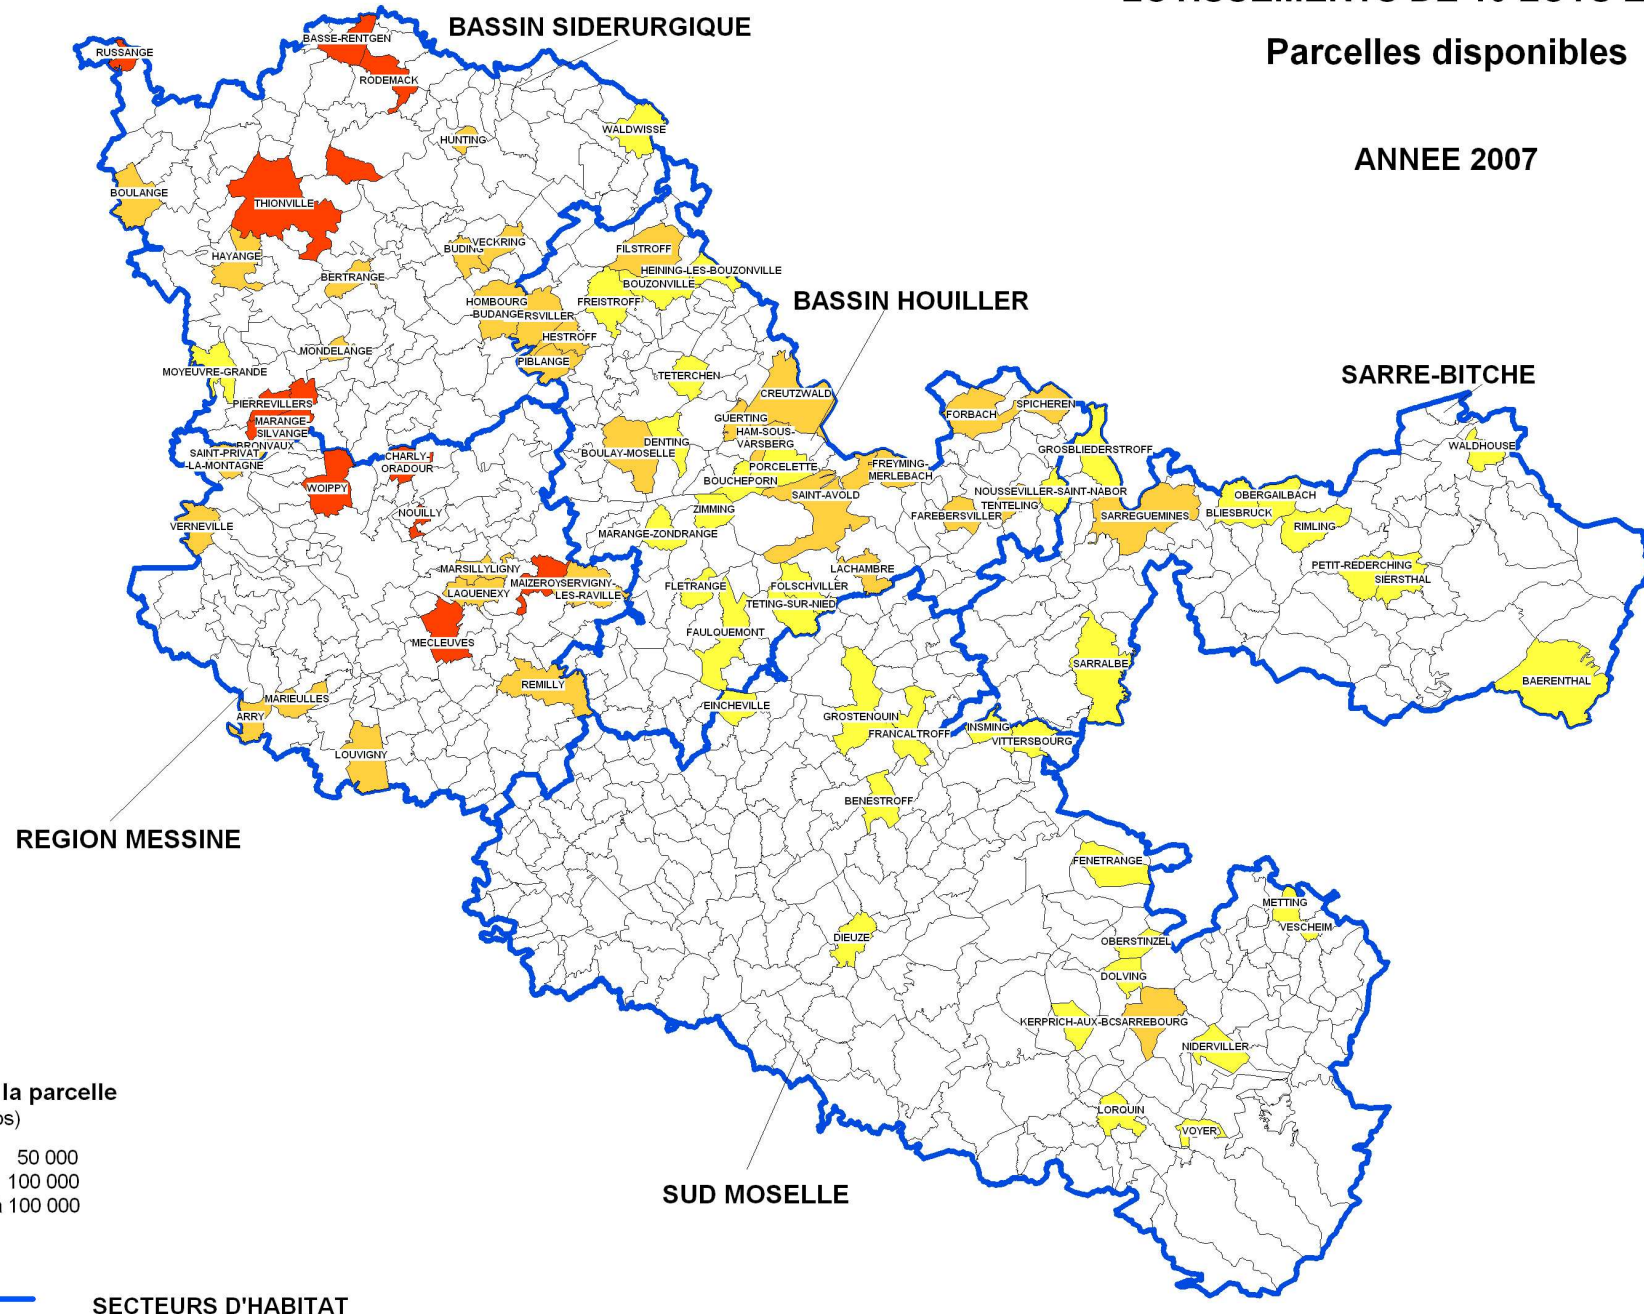 Parcelles disponibles
ANNEE 2007
BASSIN SIDERURGIQUE
RUSSANGE
BASSE-RENTGEN
RODEMACK
HUNTING
WALDWISSE
BOULANGE
THIONVILLE
HAYANGE
BERTRANGE
BUDING
VECKRING
FILSTROFF
HEINING-LES-BOUZONVILLE
BOUZONVILLE
FREISTROFF
HOMBOURG
-BUDANGE
RSVILLER
HESTROFF
PIBLANGE
MONDELANGE
MOYEUVRE-GRANDE
BASSIN HOUILLER
SARRE-BITCHE
TETERCHEN
CREUTZWALD
PIERREVILLERS
MARANGE-
SILVANGE
BRONVAUX
SAINT-PRIVAT
-LA-MONTAGNE
CHARLY-
ORADOUR
WOIPPY
NOUILLY
VERNEVILLE
GUERTING
HAM-SOUS-
VARSBERG
DENTING
BOULAY-MOSELLE
PORCELETTE
BOUCHEPORN
FREYMING-
MERLEBACH
SAINT-AVOLD
ZIMMING
MARANGE-ZONDRANGE
FORBACH
SPICHEREN
GROSBLIEDERSTROFF
NOUSSEVILLER-SAINT-NABOR
TENTELING
FAREBERSVILLER
SARREGUEMINES
WALDHOUSE
OBERGAILBACH
BLIESBRUCK
RIMLING
PETIT-REDERCHING
SIERSTHAL
BAERENTHAL
MARSILLY
LIGNY
LAQUENEXY
MAIZEROY
SERVIGNY-
LES-RAVILLE
MECLEUVES
REMILLY
MARIEULLES
ARRY
LOUVIGNY
LACHAMBRE
FLETRANGE
FOLSCHVILLER
TETING-SUR-NIED
FAULQUEMONT
EINCHEVILLE
SARRALBE
GROSTENQUIN
FRANCALTROFF
INSMING
VITTERSBOURG
BENESTROFF
REGION MESSINE
FENETRANGE
METTING
VESCHEIM
DIEUZE
OBERSTINZEL
DOLVING
KERPRICH-AUX-BC
SARREBOURG
NIDERVILLER
LORQUIN
VOYER
SUD MOSELLE
la parcelle
50 000
100 000
100 000
SECTEURS D'HABITAT